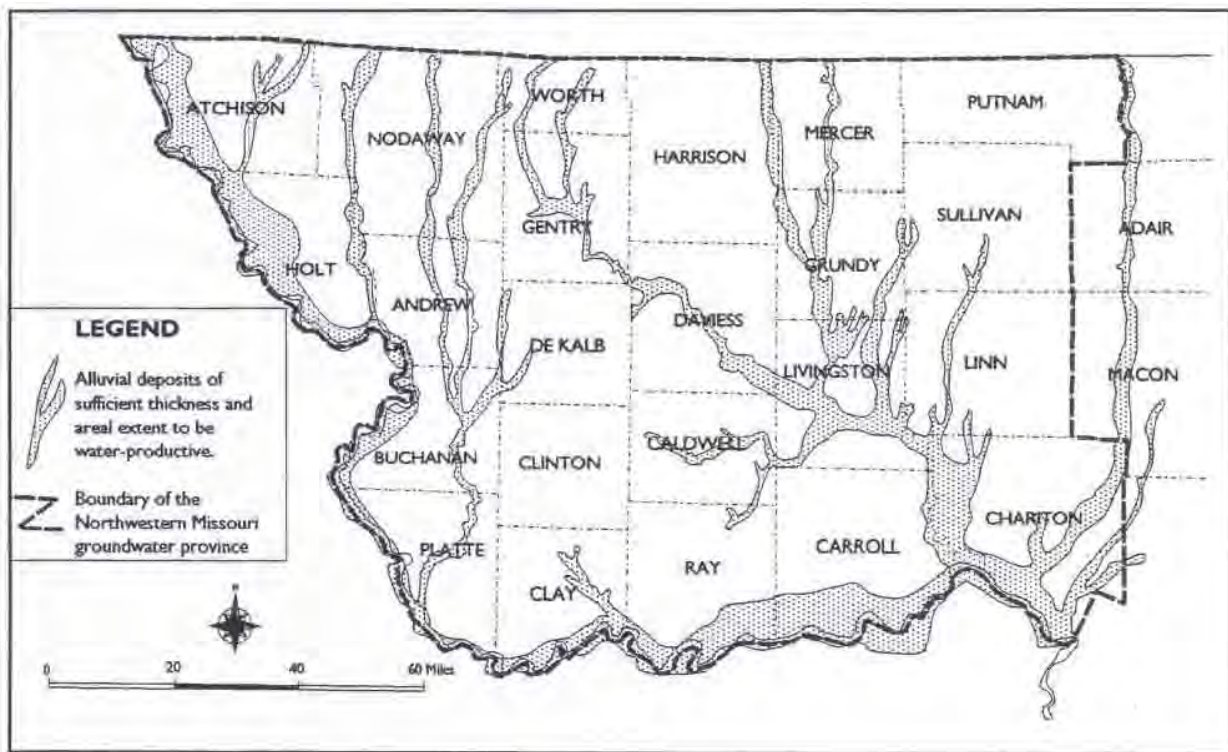 WORTH
PUTNAM
ATCHISON
NODAWAY
MERCER
HARRISON
SULLIVAN
GENTRY
ADAIR
HOLT
GRUNDY
ANDREW
DAVIESS
DE KALB
LIVINGSTON
LINN
MACON
CALDWELL
BUCHANAN
CLINTON
CHARITON
PLATTE
CARROLL
RAY
CLAY
LEGEND
Alluvial deposits of
sufficient thickness and
areal extent to be
water-productive.
Boundary of the
Northwestern Missouri
groundwater province
0 20 40 60 Miles